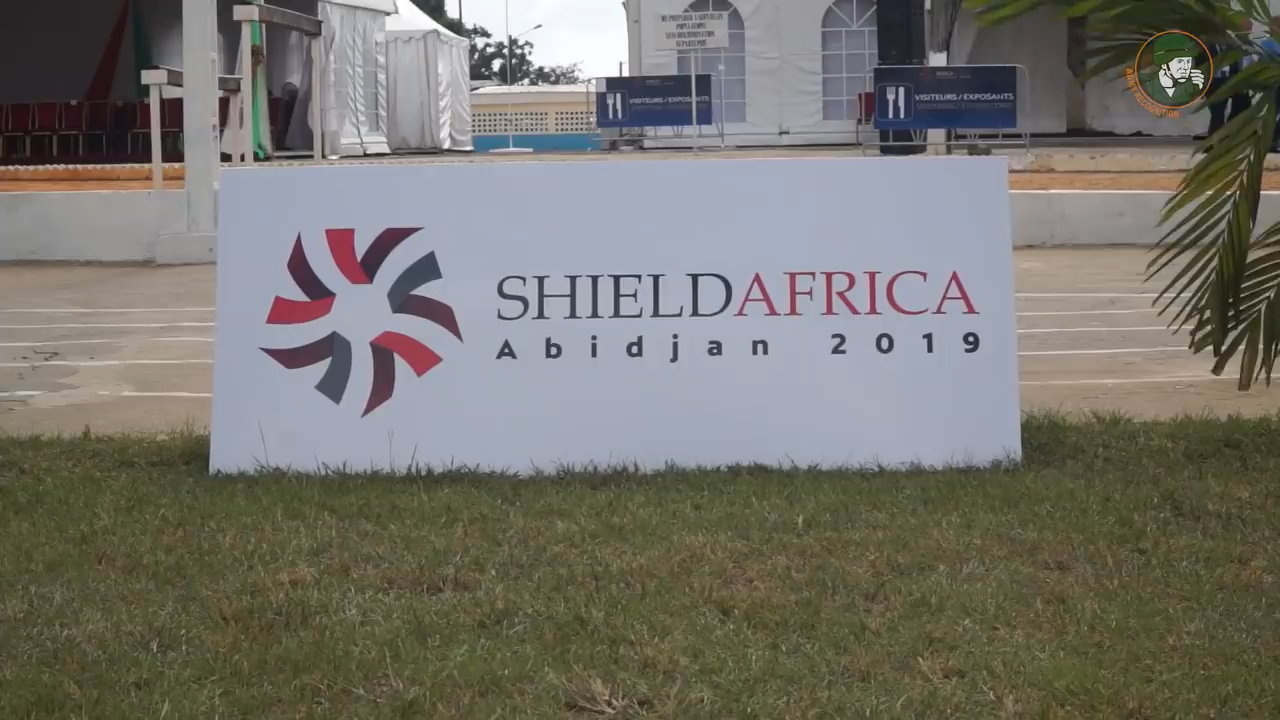 VISITEURS / EXPOSANTS
VISITEURS / EXPOSANTS
SHIELDAFRICA
Abidjan 2019